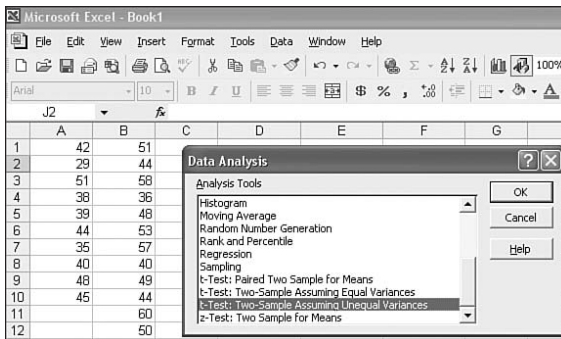 Microsoft Excel - Book1
File Edit View Insert Format Tools Data Window Help
100%
Arial 10 B I U $ % ,
J2 fx
A B C D E F G
1 42 51
2 29 44
3 51 58
4 38 36
5 39 48
6 44 53
7 35 57
8 40 40
9 48 49
10 45 44
11 60
12 50
Data Analysis
Analysis Tools
Histogram
Moving Average
Random Number Generation
Rank and Percentile
Regression
Sampling
t-Test: Paired Two Sample for Means
t-Test: Two-Sample Assuming Equal Variances
t-Test: Two-Sample Assuming Unequal Variances
z-Test: Two Sample for Means
OK
Cancel
Help